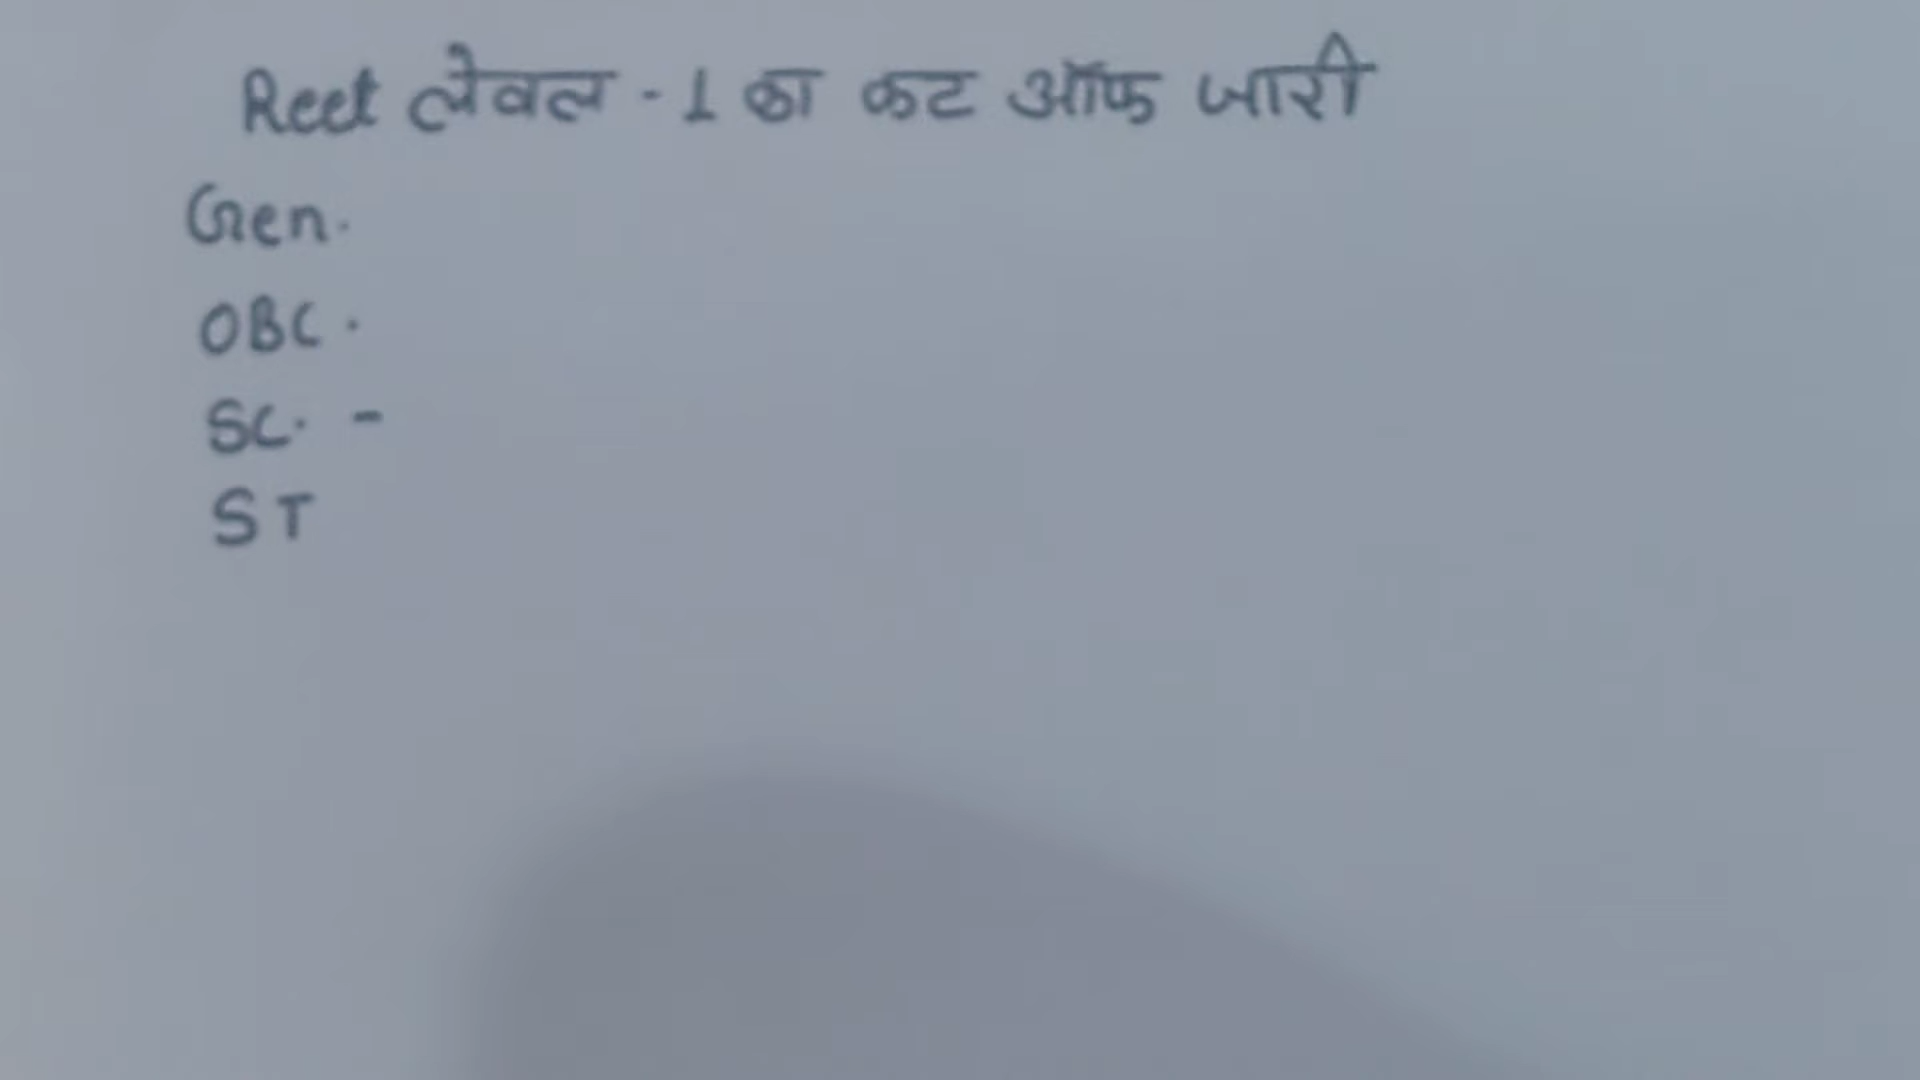 Reet लेवल -1 का कट ऑफ जारी
Gen.
OBC.
SC. -
ST